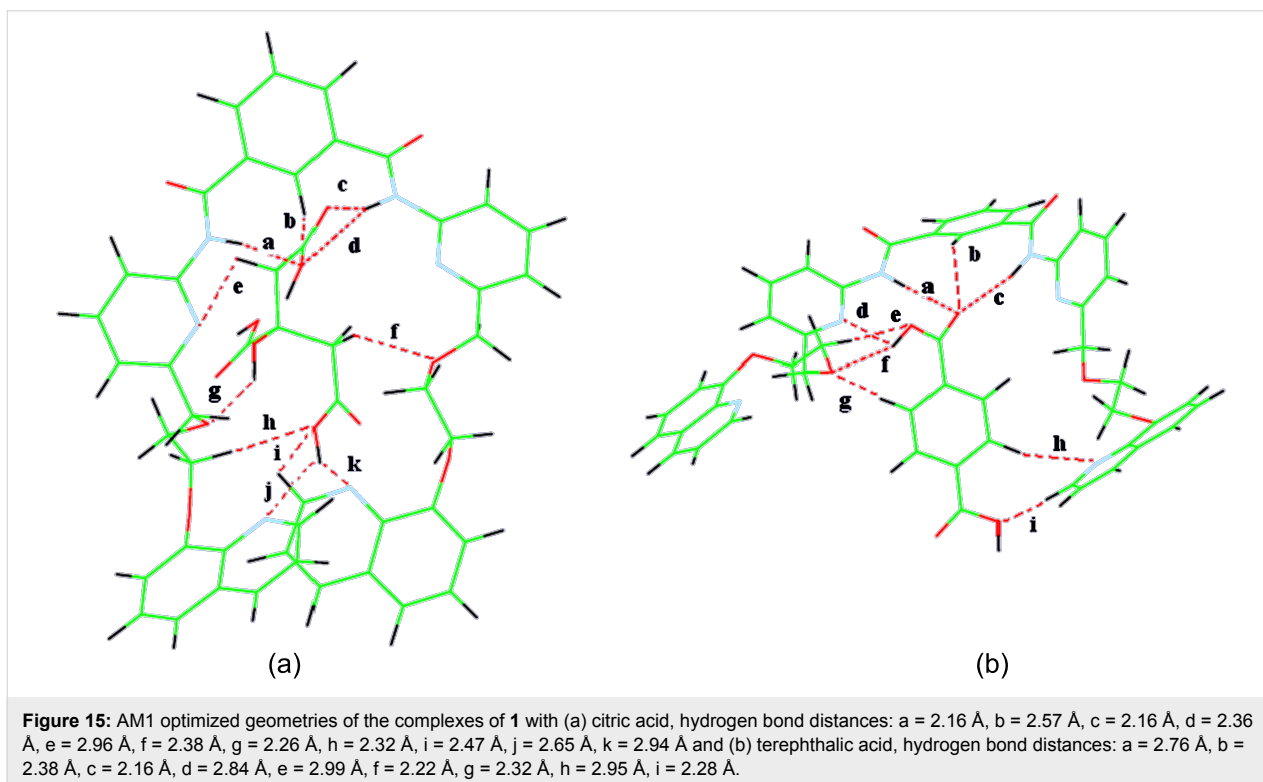 c
b
a
d
e
f
g
h
i
k
j
b
a
c
d
e
f
g
h
i
(a)
(b)
Figure 15: AM1 optimized geometries of the complexes of 1 with (a) citric acid, hydrogen bond distances: a = 2.16 Å, b = 2.57 Å, c = 2.16 Å, d = 2.36
Å, e = 2.96 Å, f = 2.38 Å, g = 2.26 Å, h = 2.32 Å, i = 2.47 Å, j = 2.65 Å, k = 2.94 Å and (b) terephthalic acid, hydrogen bond distances: a = 2.76 Å, b =
2.38 Å, c = 2.16 Å, d = 2.84 Å, e = 2.99 Å, f = 2.22 Å, g = 2.32 Å, h = 2.95 Å, i = 2.28 Å.